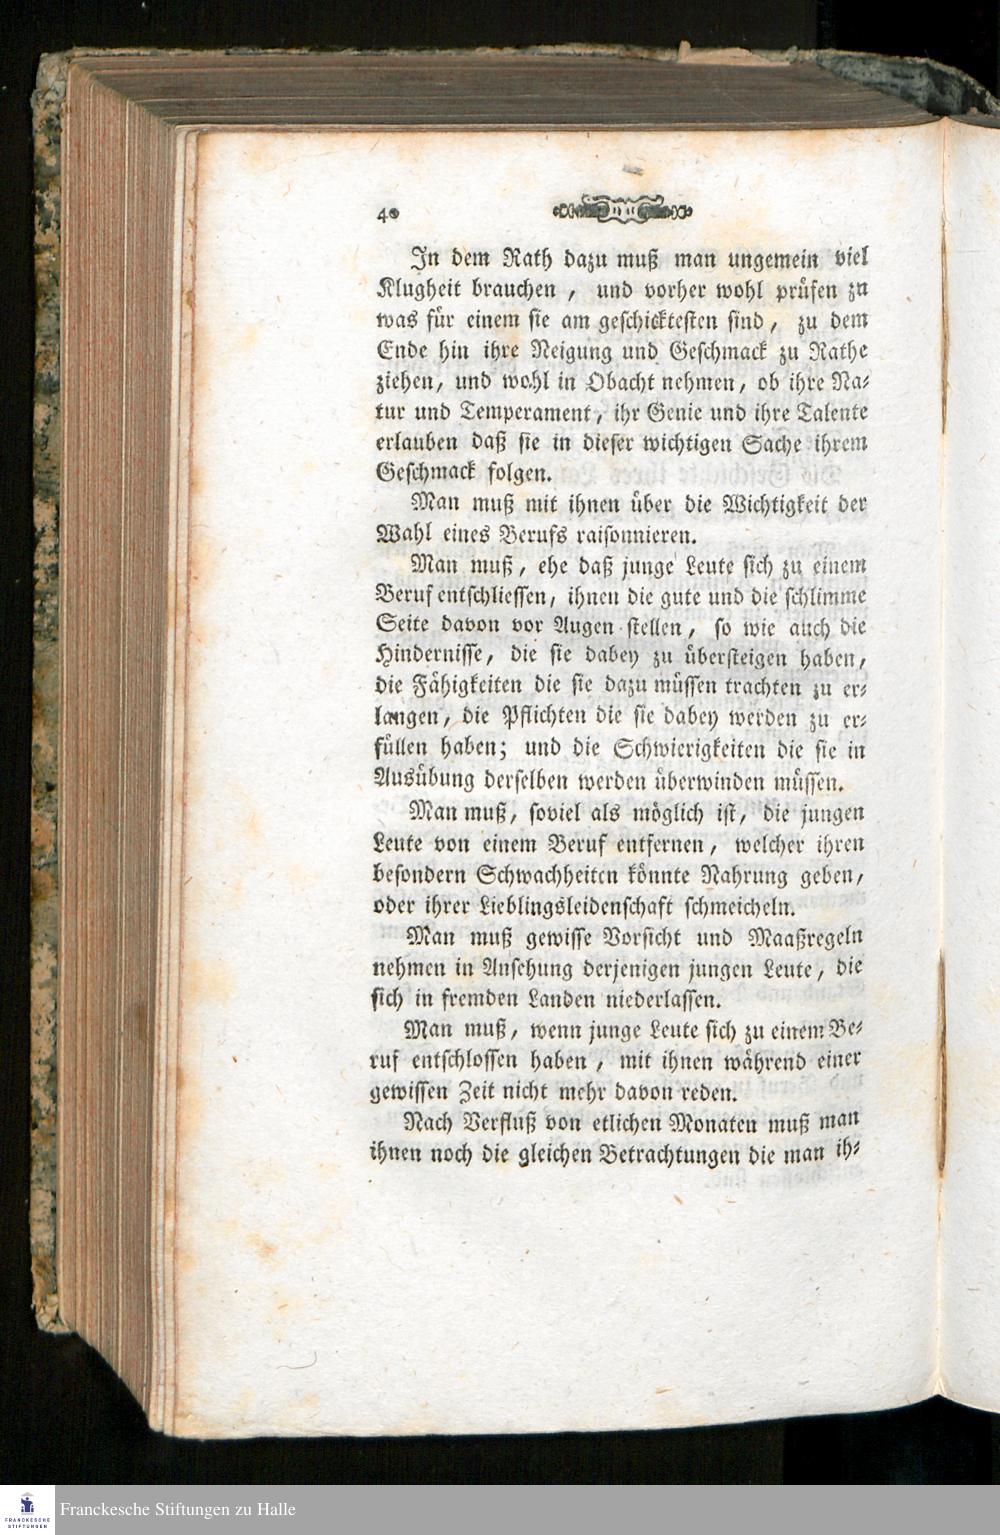 40
In dem Rath dazu muß man ungemein viel
Klugheit brauchen, und vorher wohl prüfen zu
was für einem sie am geschicktesten sind, zu dem
Ende hin ihre Neigung und Geschmack zu Rathe
ziehen, und wohl in Obacht nehmen, ob ihre Na-
tur und Temperament, ihr Genie und ihre Talente
erlauben daß sie in dieser wichtigen Sache ihrem
Geschmack folgen.
Man muß mit ihnen über die Wichtigkeit der
Wahl eines Berufs raisonnieren.
Man muß, ehe daß junge Leute sich zu einem
Beruf entschliessen, ihnen die gute und die schlimme
Seite davon vor Augen stellen, so wie auch die
Hindernisse, die sie dabey zu übersteigen haben,
die Fähigkeiten die sie dazu müssen trachten zu er-
langen, die Pflichten die sie dabey werden zu er-
füllen haben; und die Schwierigkeiten die sie in
Ausübung derselben werden überwinden müssen.
Man muß, soviel als möglich ist, die jungen
Leute von einem Beruf entfernen, welcher ihren
besondern Schwachheiten könnte Nahrung geben,
oder ihrer Lieblingsleidenschaft schmeicheln.
Man muß gewisse Vorsicht und Maaßregeln
nehmen in Ansehung derjenigen jungen Leute, die
sich in fremden Landen niederlassen.
Man muß, wenn junge Leute sich zu einem Be-
ruf entschlossen haben, mit ihnen während einer
gewissen Zeit nicht mehr davon reden.
Nach Verfluß von etlichen Monaten muß man
ihnen noch die gleichen Betrachtungen die man ih-
FRANCKESCHE
STIFTUNGEN
Franckesche Stiftungen zu Halle